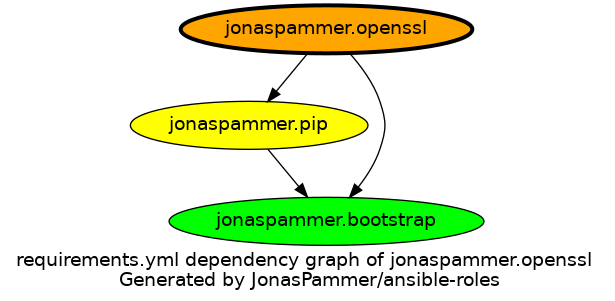 jonaspammer.openssl
jonaspammer.pip
jonaspammer.bootstrap
requirements.yml dependency graph of jonaspammer.openssl
Generated by JonasPammer/ansible-roles